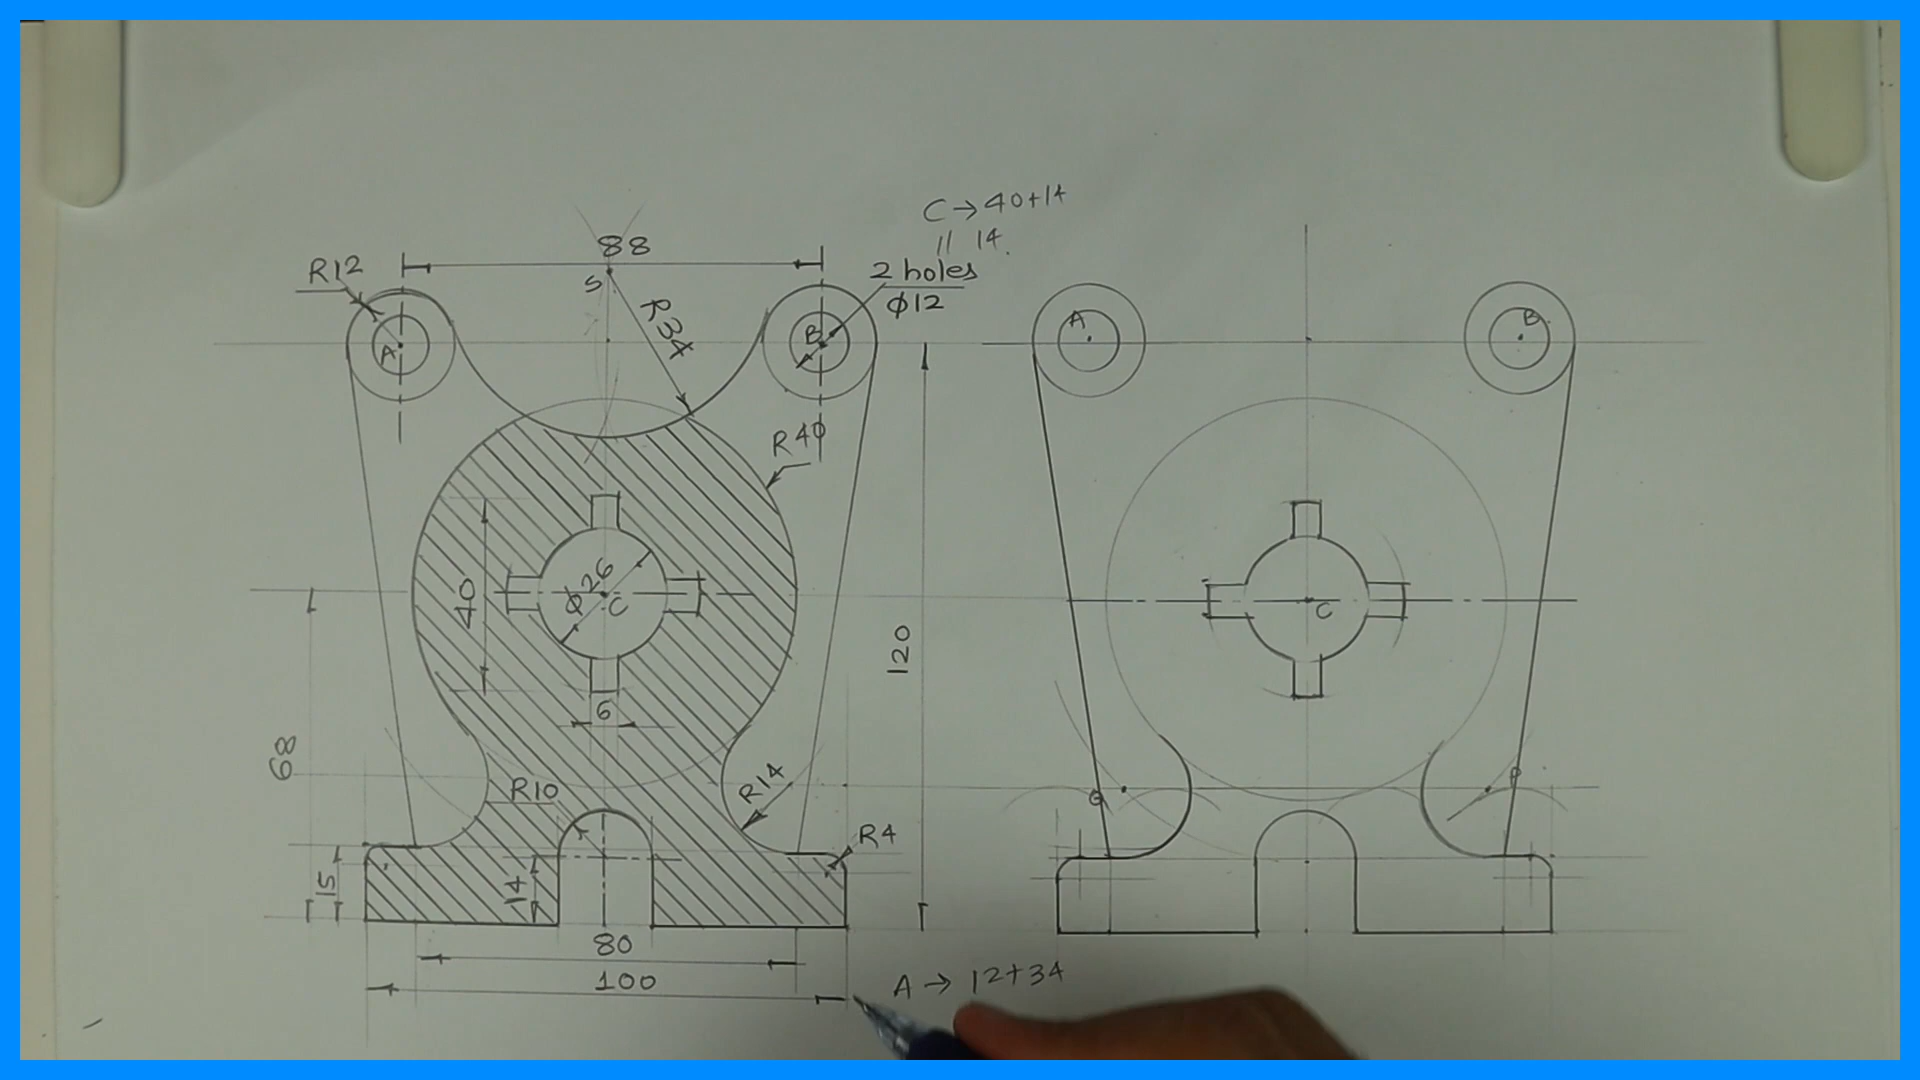 C → 40+14
// 14.
88
R12
S
2 holes
φ12
R34
A
B
A
B
R40
40
φ26
C
C
120
6
68
R10
R14
P
Q
R4
15
14
80
100
A → 12+34